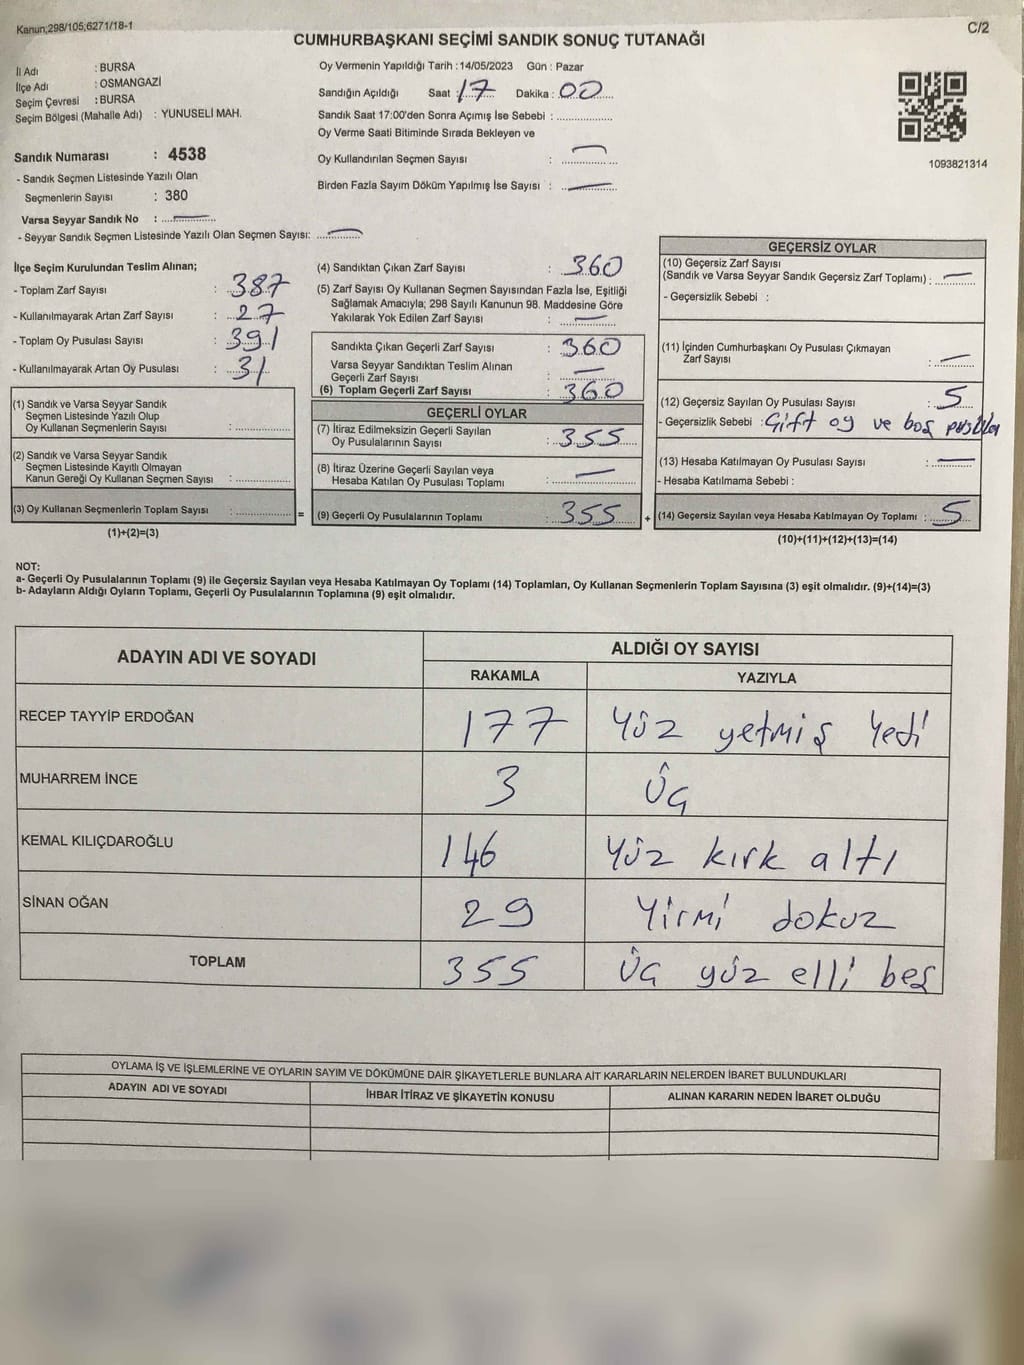 Kanun;298/105,6271/18-1
C/2
CUMHURBAŞKANI SEÇİMİ SANDIK SONUÇ TUTANAĞI
İl Adı : BURSA
İlçe Adı : OSMANGAZİ
Seçim Çevresi : BURSA
Seçim Bölgesi (Mahalle Adı) : YUNUSELİ MAH.
Sandık Numarası : 4538
- Sandık Seçmen Listesinde Yazılı Olan
Seçmenlerin Sayısı : 380
Varsa Seyyar Sandık No :
- Seyyar Sandık Seçmen Listesinde Yazılı Olan Seçmen Sayısı:
Oy Vermenin Yapıldığı Tarih : 14/05/2023 Gün : Pazar
Sandığın Açıldığı Saat : 17 Dakika : 00
Sandık Saat 17:00'den Sonra Açımış İse Sebebi :
Oy Verme Saati Bitiminde Sırada Bekleyen ve
Oy Kullandırılan Seçmen Sayısı : —
Birden Fazla Sayım Döküm Yapılmış İse Sayısı : —
1093821314
İlçe Seçim Kurulundan Teslim Alınan;
- Toplam Zarf Sayısı : 387
- Kullanılmayarak Artan Zarf Sayısı : 27
- Toplam Oy Pusulası Sayısı : 391
- Kullanılmayarak Artan Oy Pusulası : 31
(1) Sandık ve Varsa Seyyar Sandık
Seçmen Listesinde Yazılı Olup
Oy Kullanan Seçmenlerin Sayısı :
(2) Sandık ve Varsa Seyyar Sandık
Seçmen Listesinde Kayıtlı Olmayan
Kanun Gereği Oy Kullanan Seçmen Sayısı :
(3) Oy Kullanan Seçmenlerin Toplam Sayısı :
(1)+(2)=(3)
=
(4) Sandıktan Çıkan Zarf Sayısı : 360
(5) Zarf Sayısı Oy Kullanan Seçmen Sayısından Fazla İse, Eşitliği
Sağlamak Amacıyla; 298 Sayılı Kanunun 98. Maddesine Göre
Yakılarak Yok Edilen Zarf Sayısı : —
Sandıkta Çıkan Geçerli Zarf Sayısı : 360
Varsa Seyyar Sandıktan Teslim Alınan
Geçerli Zarf Sayısı : —
(6) Toplam Geçerli Zarf Sayısı : 360
GEÇERLİ OYLAR
(7) İtiraz Edilmeksizin Geçerli Sayılan
Oy Pusulalarının Sayısı : 355
(8) İtiraz Üzerine Geçerli Sayılan veya
Hesaba Katılan Oy Pusulası Toplamı : —
(9) Geçerli Oy Pusulalarının Toplamı : 355
+
GEÇERSİZ OYLAR
(10) Geçersiz Zarf Sayısı
(Sandık ve Varsa Seyyar Sandık Geçersiz Zarf Toplamı) : —
- Geçersizlik Sebebi :
(11) İçinden Cumhurbaşkanı Oy Pusulası Çıkmayan
Zarf Sayısı : —
(12) Geçersiz Sayılan Oy Pusulası Sayısı : 5
- Geçersizlik Sebebi : Çift oy ve boş pusula
(13) Hesaba Katılmayan Oy Pusulası Sayısı : —
- Hesaba Katılmama Sebebi :
(14) Geçersiz Sayılan veya Hesaba Katılmayan Oy Toplamı : 5
(10)+(11)+(12)+(13)=(14)
NOT:
a- Geçerli Oy Pusulalarının Toplamı (9) ile Geçersiz Sayılan veya Hesaba Katılmayan Oy Toplamı (14) Toplamları, Oy Kullanan Seçmenlerin Toplam Sayısına (3) eşit olmalıdır. (9)+(14)=(3)
b- Adayların Aldığı Oyların Toplamı, Geçerli Oy Pusulalarının Toplamına (9) eşit olmalıdır.
ADAYIN ADI VE SOYADI
ALDIĞI OY SAYISI
RAKAMLA YAZIYLA
RECEP TAYYİP ERDOĞAN 177 Yüz yetmiş Yedi
MUHARREM İNCE 3 Üç
KEMAL KILIÇDAROĞLU 146 Yüz kırk altı
SİNAN OĞAN 29 Yirmi dokuz
TOPLAM 355 Üç yüz elli beş
OYLAMA İŞ VE İŞLEMLERİNE VE OYLARIN SAYIM VE DÖKÜMÜNE DAİR ŞİKAYETLERLE BUNLARA AİT KARARLARIN NELERDEN İBARET BULUNDUKLARI
ADAYIN ADI VE SOYADI İHBAR İTİRAZ VE ŞİKAYETİN KONUSU ALINAN KARARIN NEDEN İBARET OLDUĞU